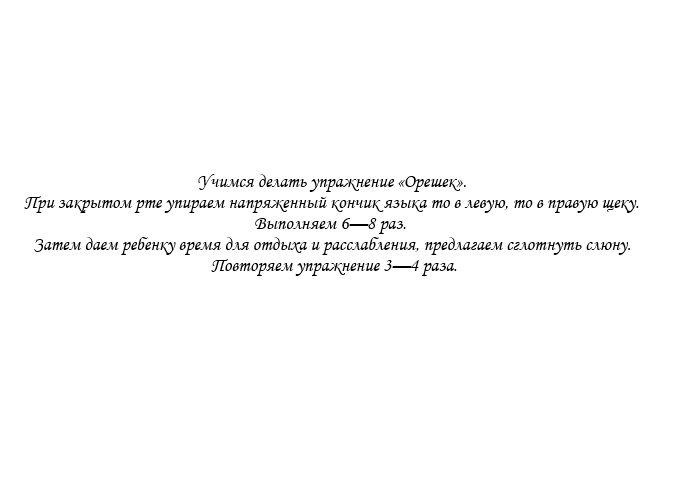 Учимся делать упражнение «Орешек».
При закрытом рте упираем напряженный кончик языка то в левую, то в правую щеку.
Выполняем 6—8 раз.
Затем даем ребенку время для отдыха и расслабления, предлагаем сглотнуть слюну.
Повторяем упражнение 3—4 раза.